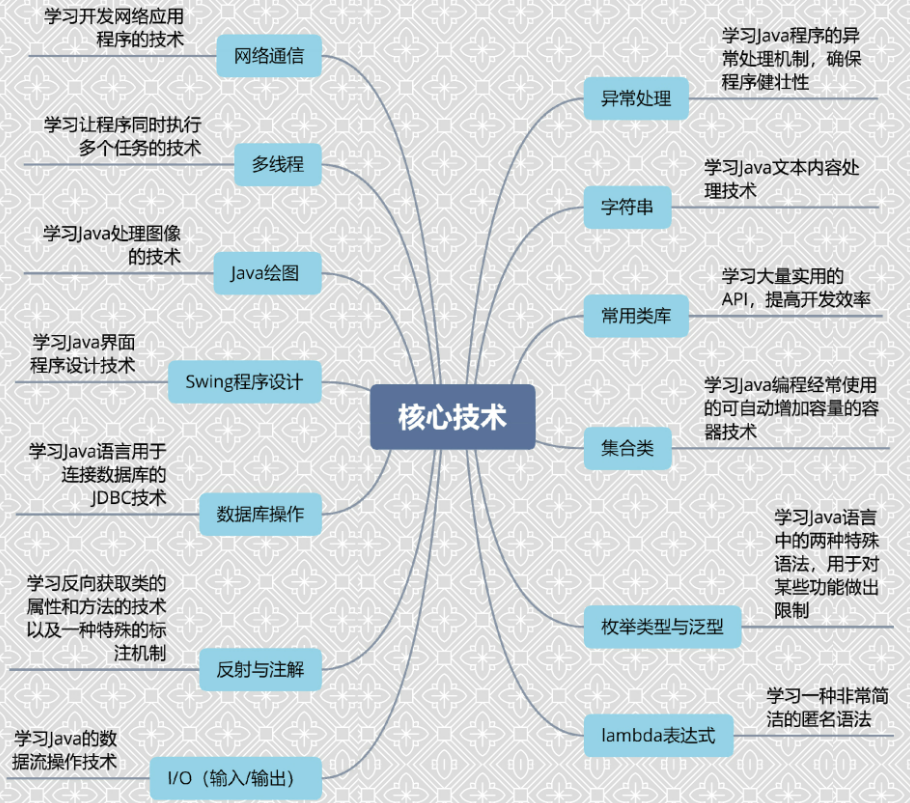 核心技术
异常处理
学习Java程序的异
常处理机制，确保
程序健壮性
字符串
学习Java文本内容处
理技术
常用类库
学习大量实用的
API，提高开发效率
集合类
学习Java编程经常使用
的可自动增加容量的容
器技术
枚举类型与泛型
学习Java语言
中的两种特殊
语法，用于对
某些功能做出
限制
lambda表达式
学习一种非常简
洁的匿名语法
I/O（输入/输出）
学习Java的数
据流操作技术
反射与注解
学习反向获取类的
属性和方法的技术
以及一种特殊的标
注机制
数据库操作
学习Java语言用于
连接数据库的
JDBC技术
Swing程序设计
学习Java界面
程序设计技术
Java绘图
学习Java处理图像
的技术
多线程
学习让程序同时执行
多个任务的技术
网络通信
学习开发网络应用
程序的技术